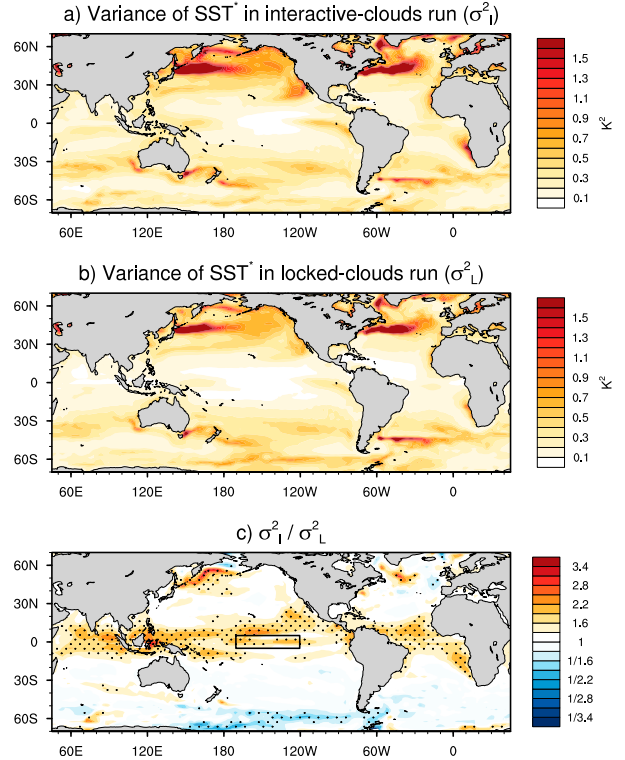 a) Variance of SST* in interactive-clouds run (σ²I)
60N
30N
0
30S
60S
60E 120E 180 120W 60W 0
1.5
1.3
1.1
0.9
0.7
0.5
0.3
0.1
K²
b) Variance of SST* in locked-clouds run (σ²L)
60N
30N
0
30S
60S
60E 120E 180 120W 60W 0
1.5
1.3
1.1
0.9
0.7
0.5
0.3
0.1
K²
c) σ²I / σ²L
60N
30N
0
30S
60S
60E 120E 180 120W 60W 0
3.4
2.8
2.2
1.6
1
1/1.6
1/2.2
1/2.8
1/3.4